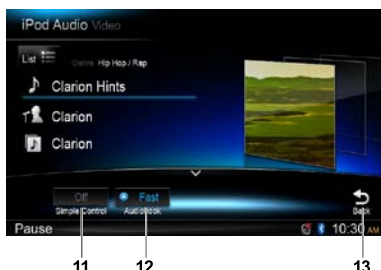 iPod Audio Video
List Genre Hip Hop / Rap
Clarion Hints
Clarion
Clarion
Off Fast
Simple Control Audiobook
Back
Pause 10:30 AM
11 12 13